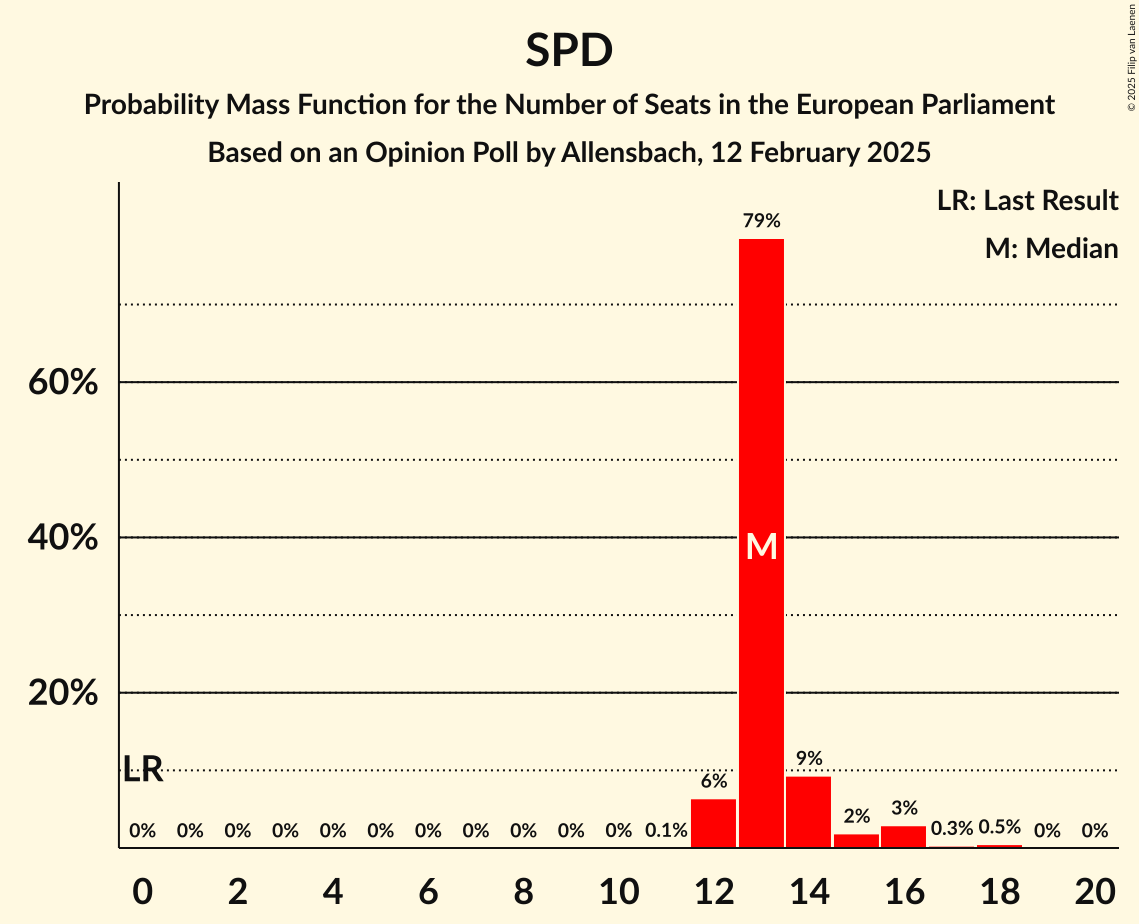 SPD
Probability Mass Function for the Number of Seats in the European Parliament
Based on an Opinion Poll by Allensbach, 12 February 2025
© 2025 Filip van Laenen
LR: Last Result
M: Median
79%
60%
40%
M
20%
LR
0% 0% 0% 0% 0% 0% 0% 0% 0% 0% 0% 0.1% 6% 9% 2% 3% 0.3% 0.5% 0% 0%
0 2 4 6 8 10 12 14 16 18 20